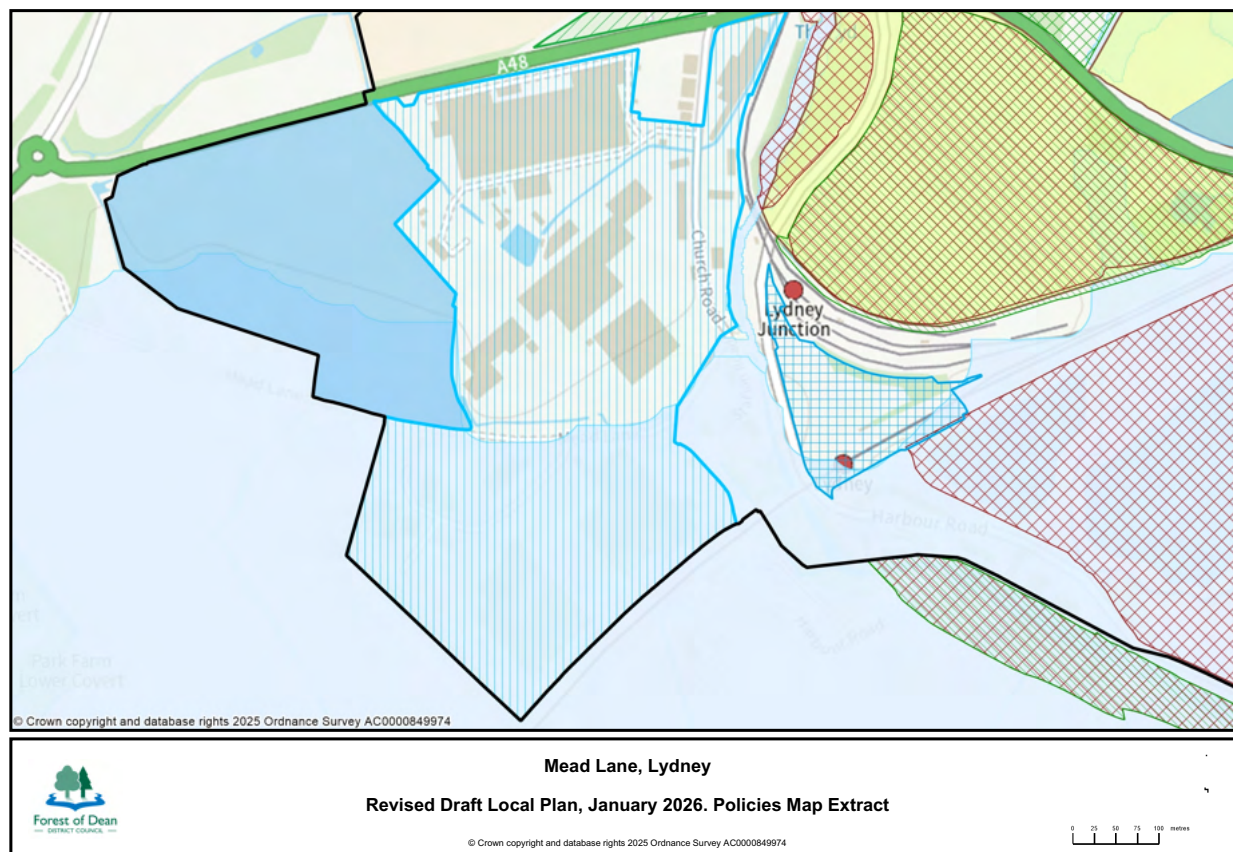 A48
Church Road
Lydney
Junction
Mead Lane
Harbour Road
Harbour Road
Park Farm
Lower Covert
© Crown copyright and database rights 2025 Ordnance Survey AC0000849974
Forest of Dean
DISTRICT COUNCIL
Mead Lane, Lydney
Revised Draft Local Plan, January 2026. Policies Map Extract
© Crown copyright and database rights 2025 Ordnance Survey AC0000849974
0 25 50 75 100 metres